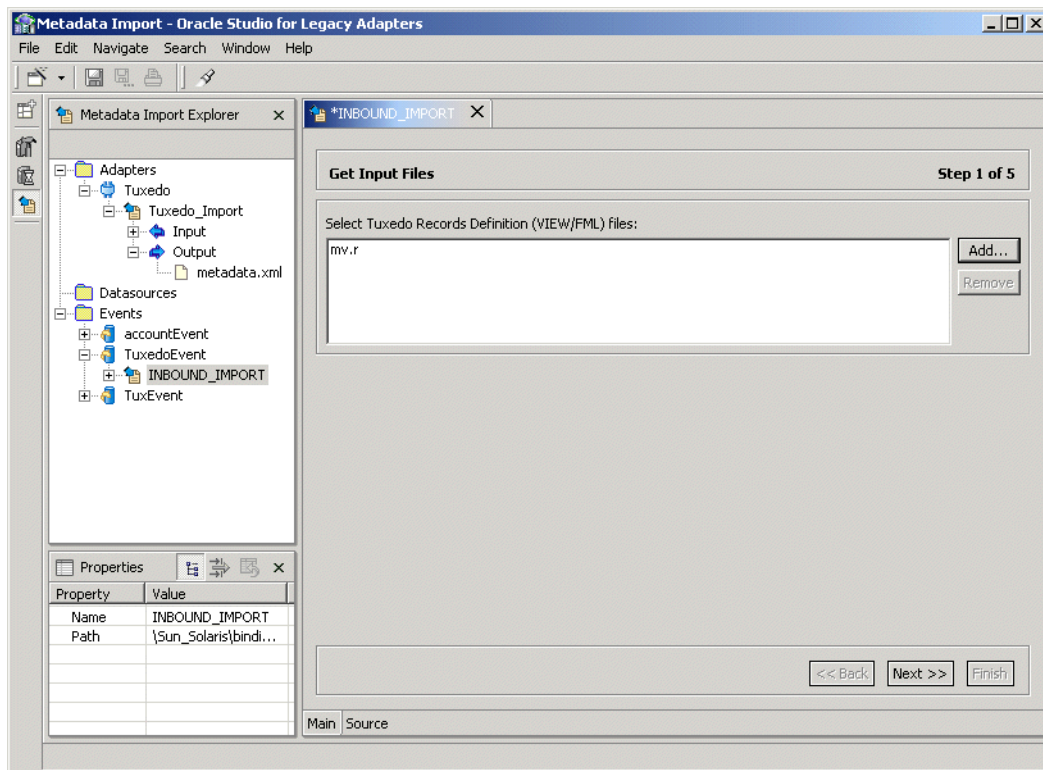 Metadata Import - Oracle Studio for Legacy Adapters
File Edit Navigate Search Window Help
Metadata Import Explorer
Adapters
Tuxedo
Tuxedo_Import
Input
Output
metadata.xml
Datasources
Events
accountEvent
TuxedoEvent
INBOUND_IMPORT
TuxEvent
Properties
Property Value
Name INBOUND_IMPORT
Path \Sun_Solaris\bindi...
*INBOUND_IMPORT
Get Input Files Step 1 of 5
Select Tuxedo Records Definition (VIEW/FML) files:
mv.r
Add...
Remove
<< Back Next >> Finish
Main Source